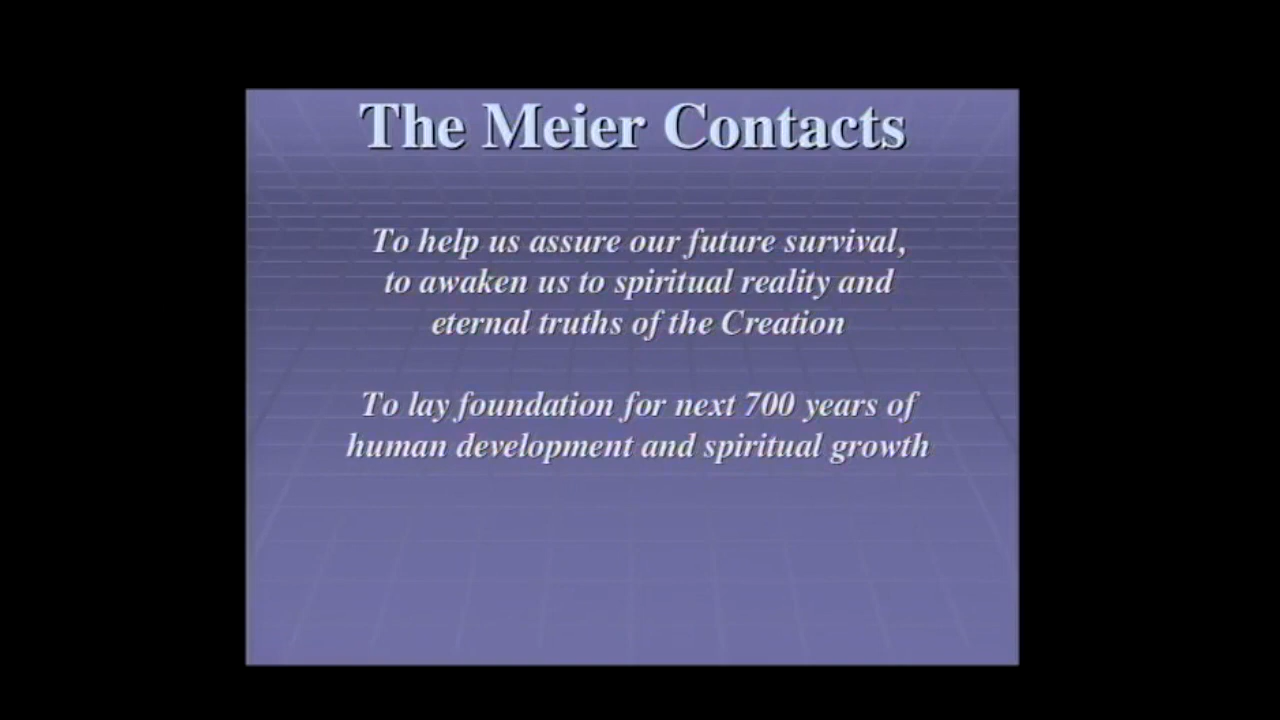 The Meier Contacts
To help us assure our future survival,
to awaken us to spiritual reality and
eternal truths of the Creation
To lay foundation for next 700 years of
human development and spiritual growth